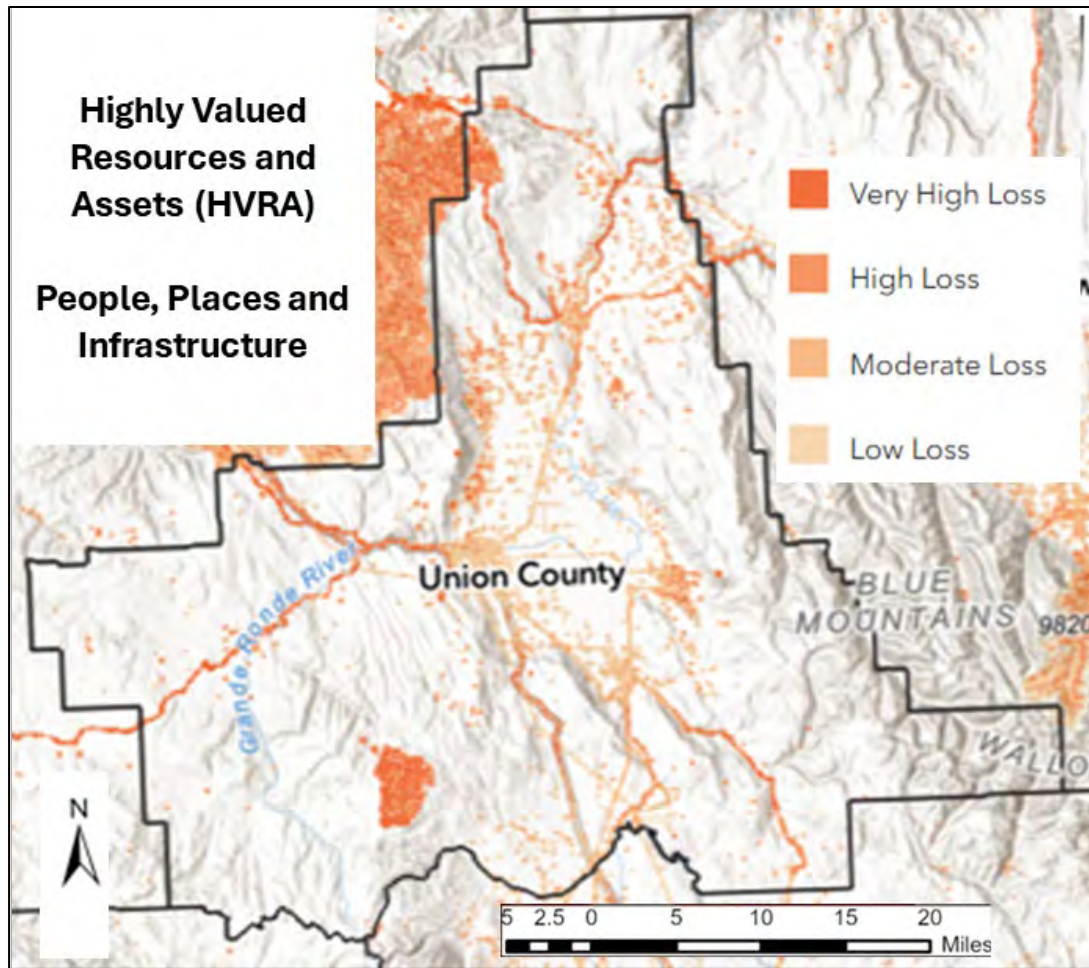 Highly Valued
Resources and
Assets (HVRA)
People, Places and
Infrastructure
Very High Loss
High Loss
Moderate Loss
Low Loss
Union County
Grande Ronde River
BLUE
MOUNTAINS
9820
WALLO
N
5 2.5 0 5 10 15 20
Miles